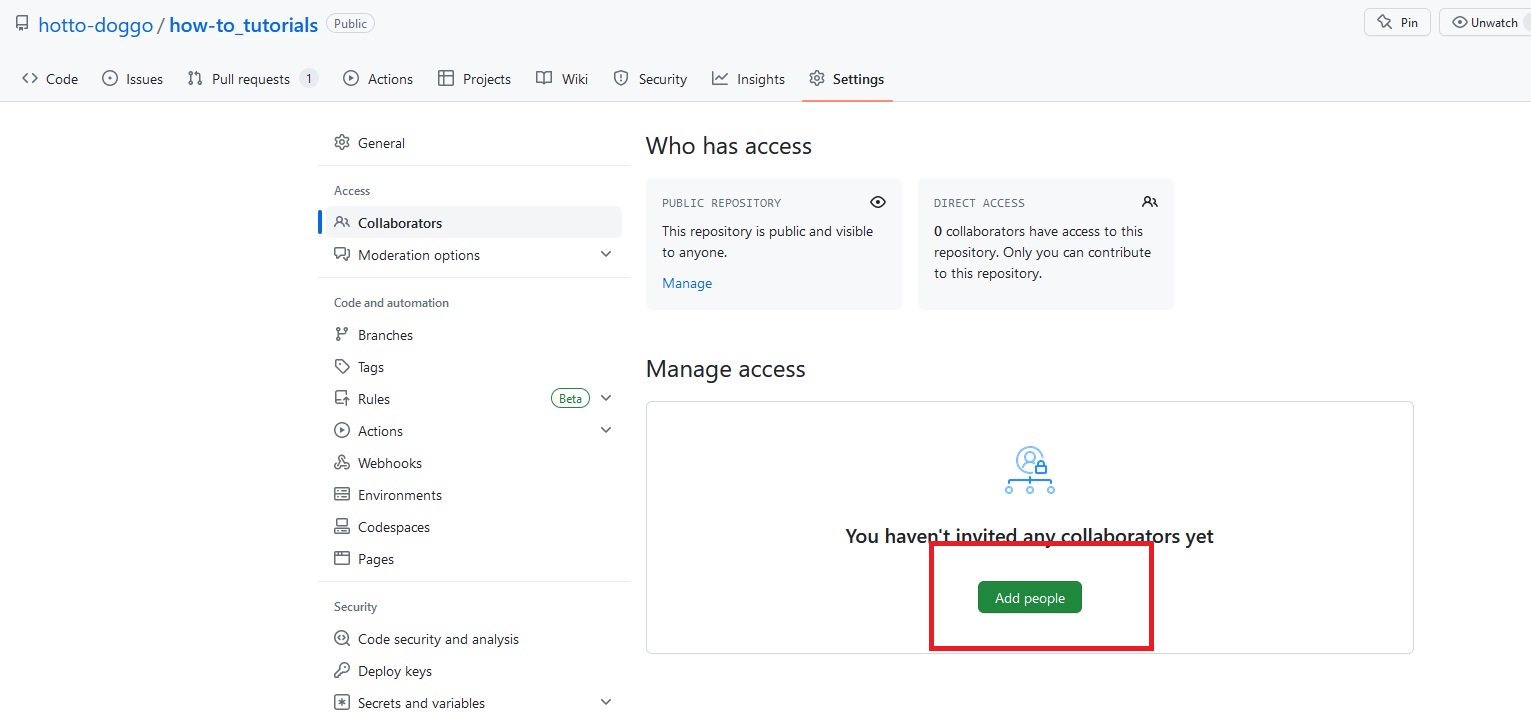 hotto-doggo / how-to_tutorials Public
Pin Unwatch
Code Issues Pull requests 1 Actions Projects Wiki Security Insights Settings
General
Access
Collaborators
Moderation options
Code and automation
Branches
Tags
Rules Beta
Actions
Webhooks
Environments
Codespaces
Pages
Security
Code security and analysis
Deploy keys
Secrets and variables
Who has access
PUBLIC REPOSITORY
This repository is public and visible
to anyone.
Manage
DIRECT ACCESS
0 collaborators have access to this
repository. Only you can contribute
to this repository.
Manage access
You haven't invited any collaborators yet
Add people